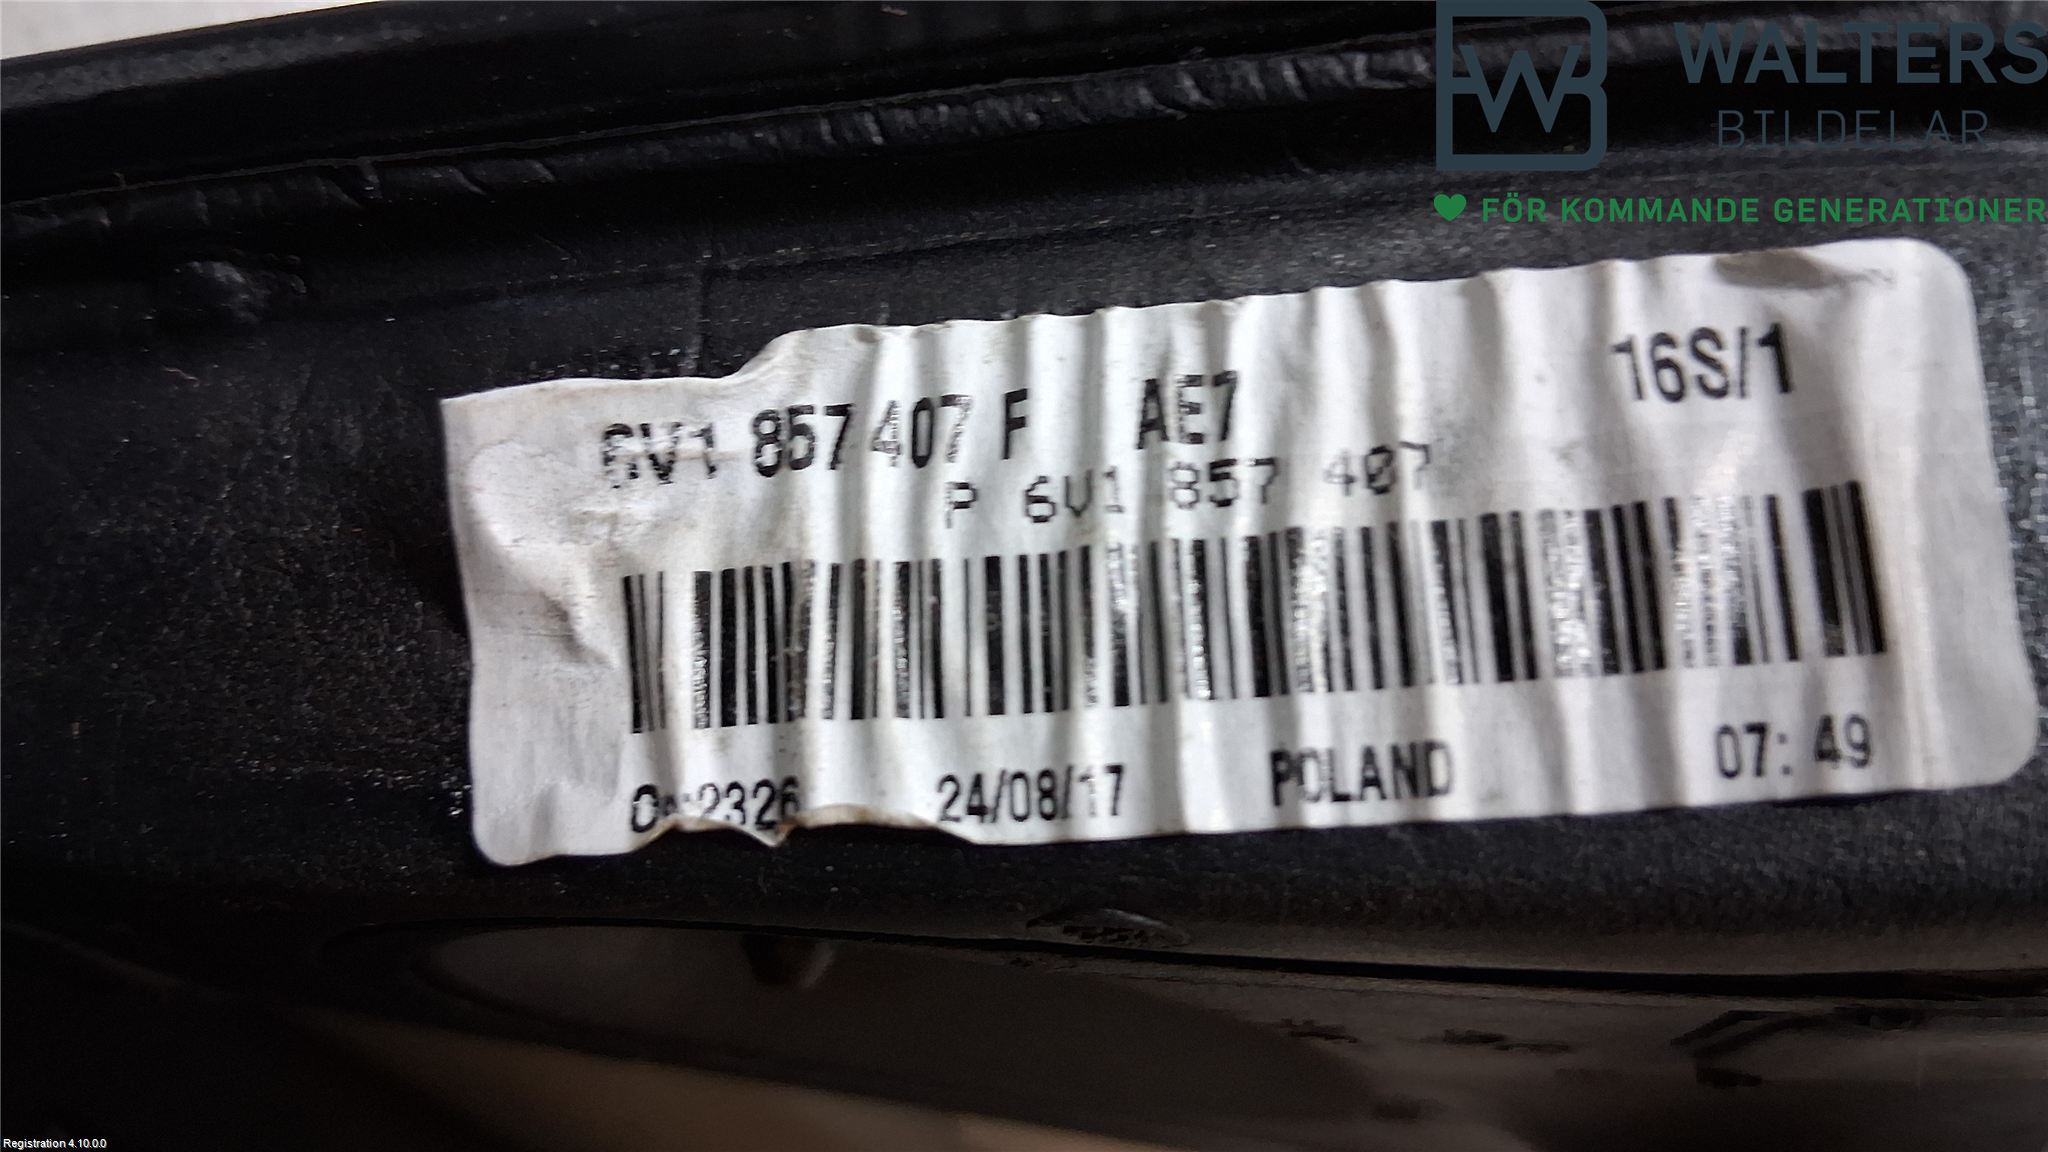 WALTERS
BILDELAR
FÖR KOMMANDE GENERATIONER
6V1 857 407 F AE7 16S/1
P 6V1 857 407
24/08/17 POLAND 07: 49
Registration 4.10.0.0